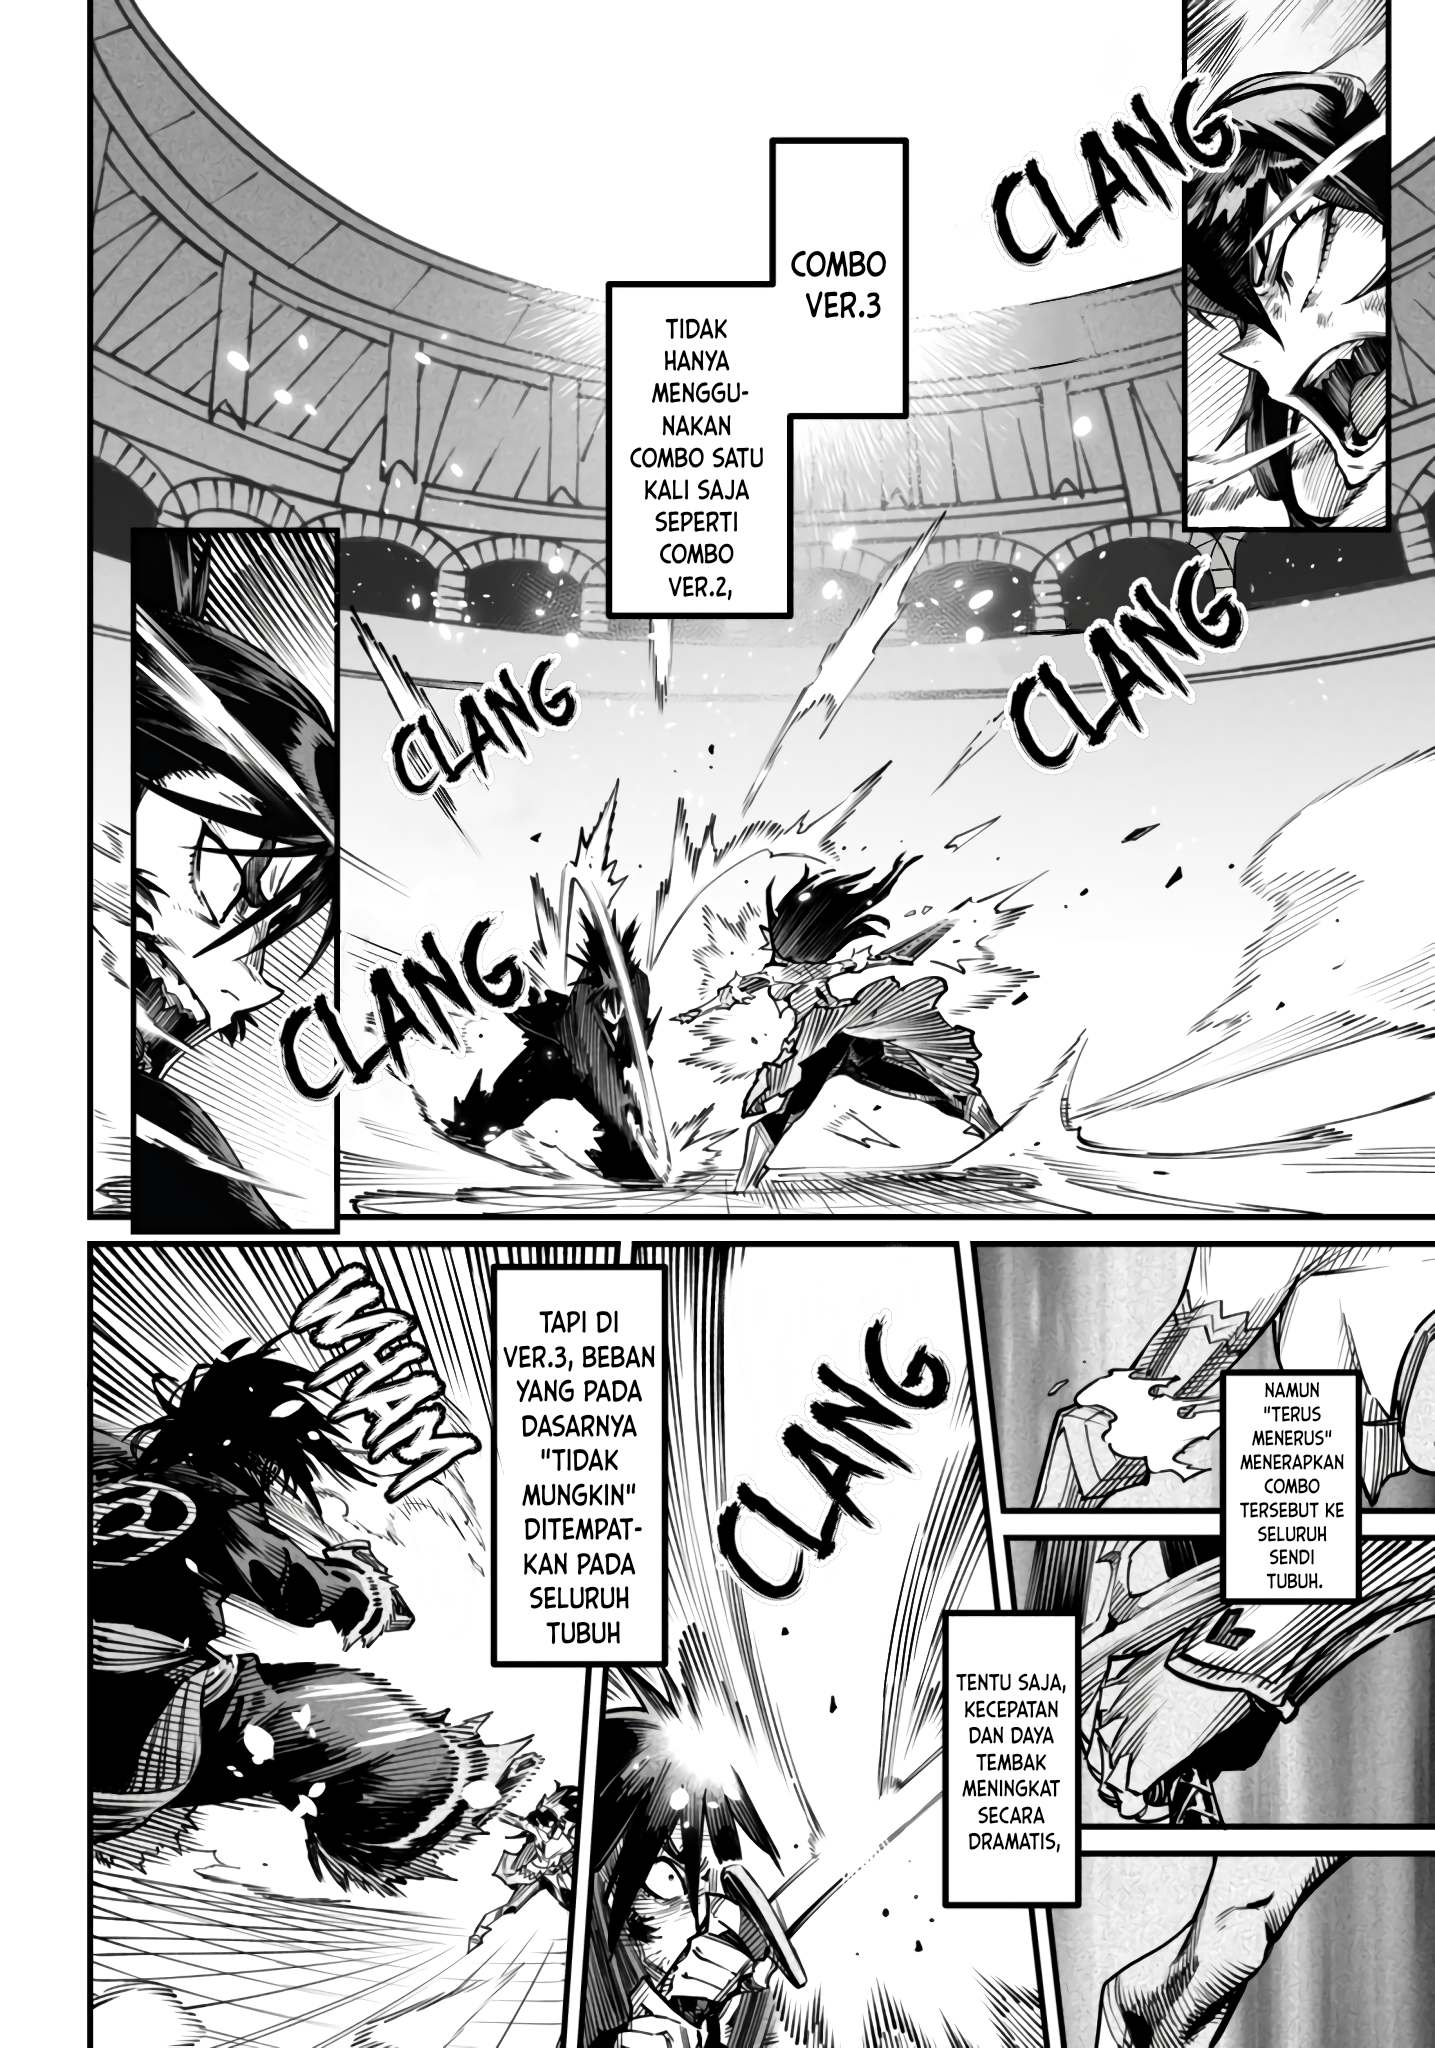 CLANG
COMBO
VER.3
TIDAK
HANYA
MENGGU-
NAKAN
COMBO SATU
KALI SAJA
SEPERTI
COMBO
VER.2,
CLANG
CLANG
CLANG
NAMUN
"TERUS
MENERUS"
MENERAPKAN
COMBO
TERSEBUT KE
SELURUH
SENDI
TUBUH.
TENTU SAJA,
KECEPATAN
DAN DAYA
TEMBAK
MENINGKAT
SECARA
DRAMATIS,
CLANG
TAPI DI
VER.3, BEBAN
YANG PADA
DASARNYA
"TIDAK
MUNGKIN"
DITEMPAT-
KAN PADA
SELURUH
TUBUH
WHAM